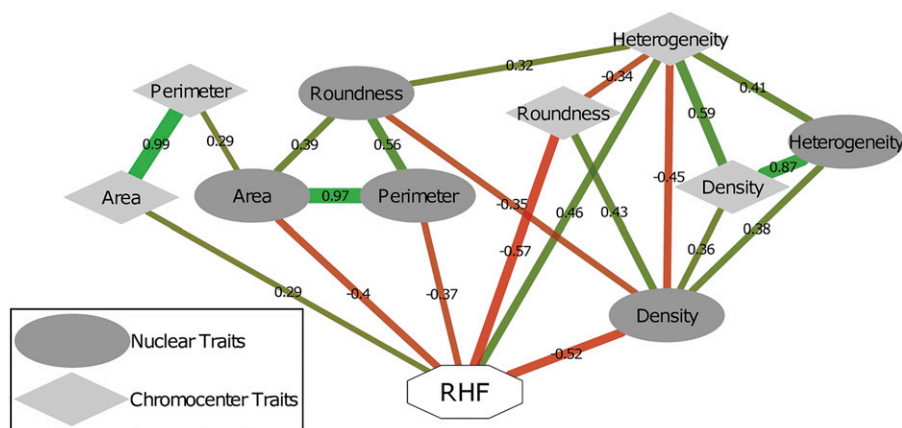 Heterogeneity
0.32
Perimeter
Roundness
-0.34
0.41
0.59
Roundness
0.99
0.29
0.39
0.56
Heterogeneity
0.87
-0.45
Area
Area
0.97
Perimeter
Density
-0.35
0.46
0.43
0.38
-0.57
0.36
0.29
-0.4
-0.37
Density
Nuclear Traits
-0.52
RHF
Chromocenter Traits